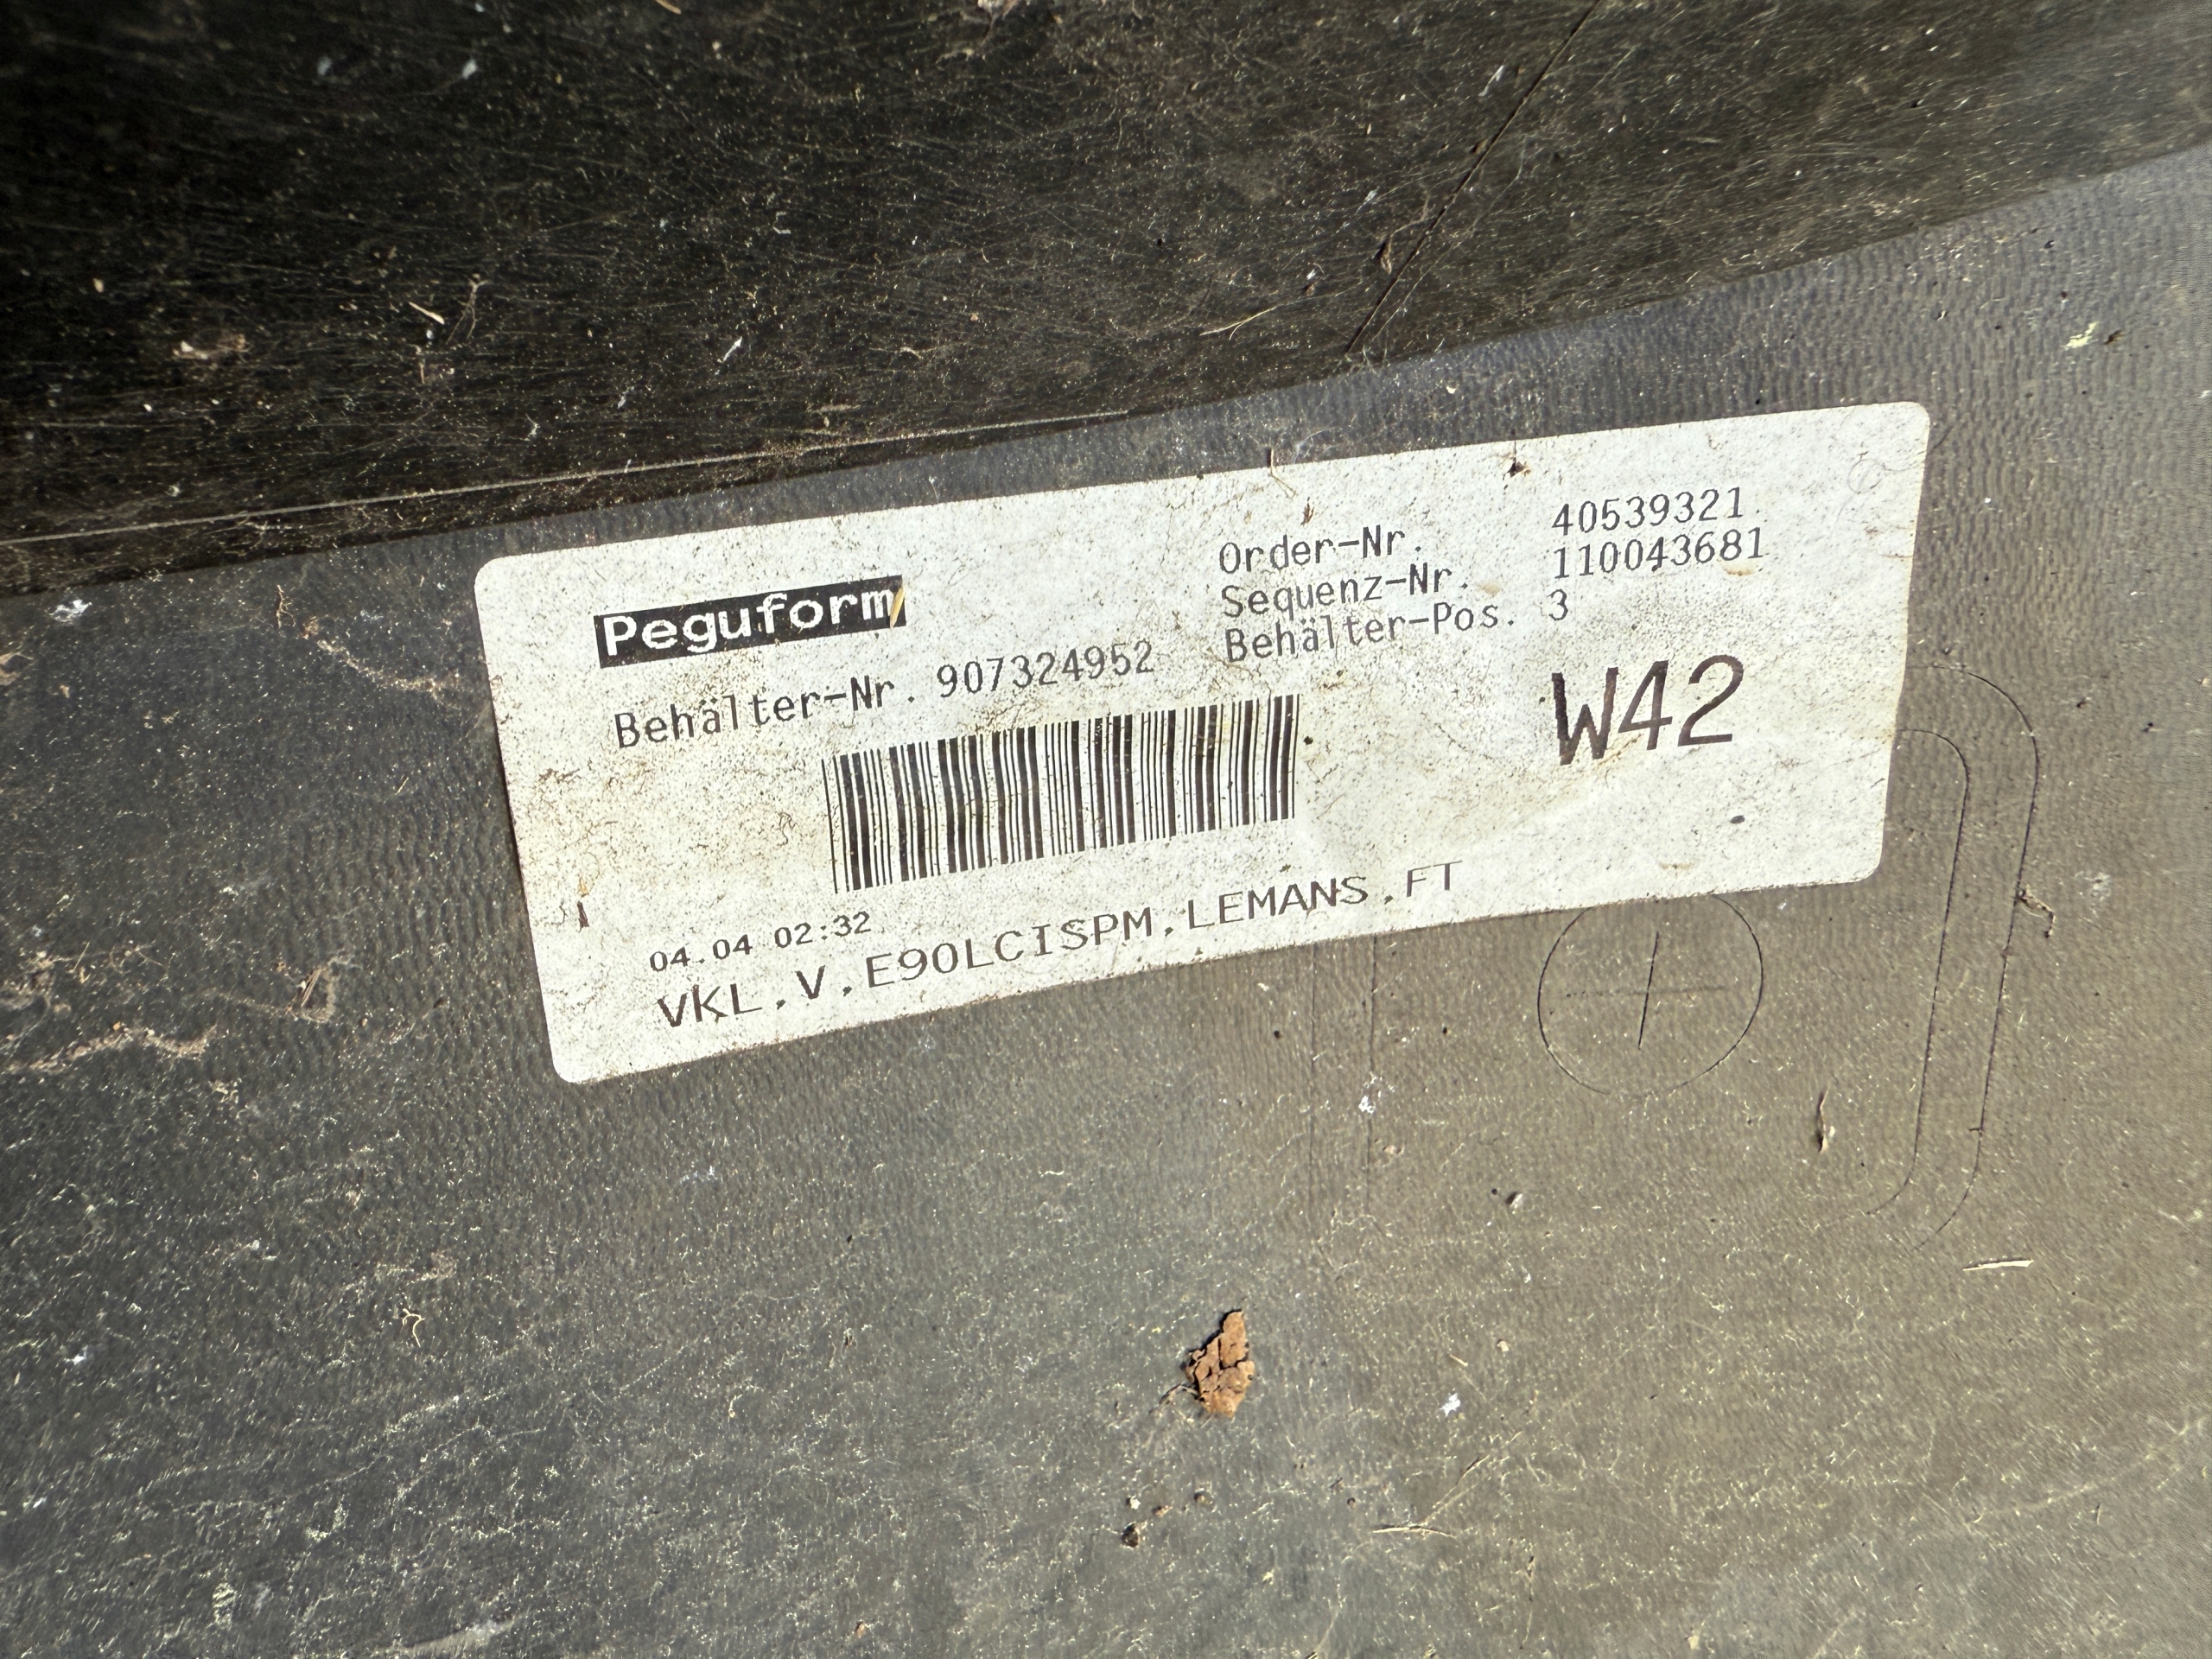 Peguform
Order-Nr. 40539321
Sequenz-Nr. 110043681
Behälter-Pos. 3
Behälter-Nr. 907324952
W42
04.04 02:32
VKL,V,E90LCISPM,LEMANS,FT